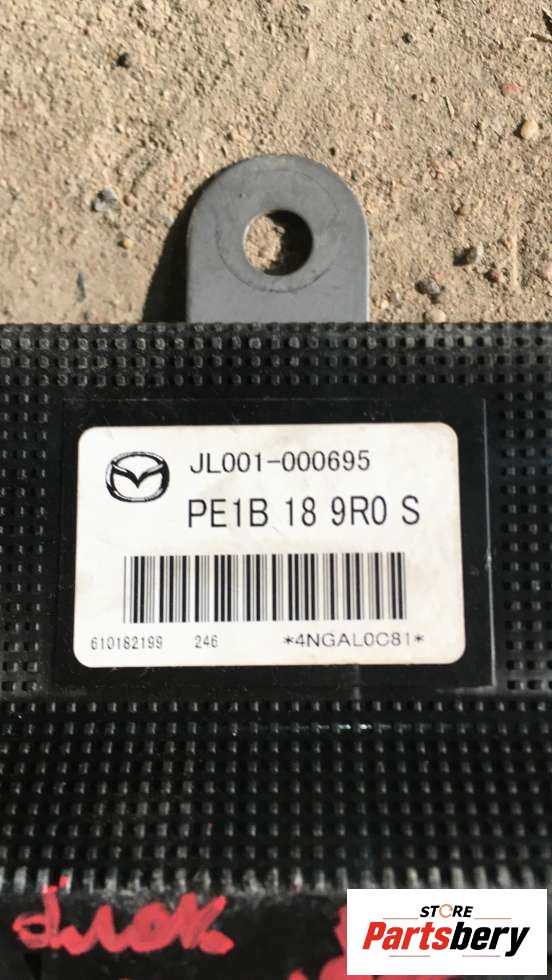 JL001-000695
PE1B 18 9R0 S
610182199 246 *4NGAL0C81*
STORE
Partsbery